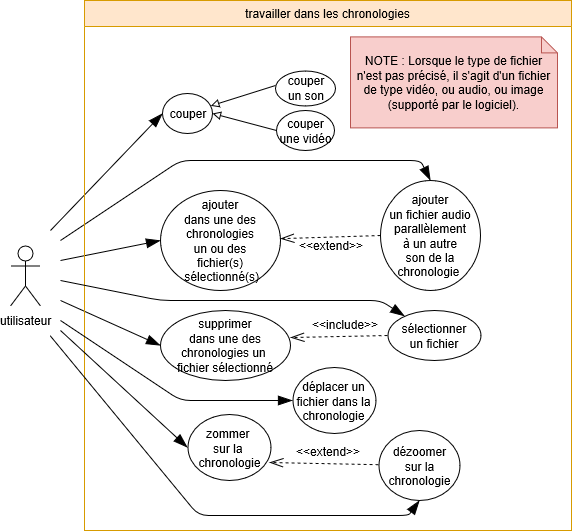 travailler dans les chronologies
NOTE : Lorsque le type de fichier
n'est pas précisé, il s'agit d'un fichier
de type vidéo, ou audio, ou image
(supporté par le logiciel).
couper
couper
un son
couper
une vidéo
ajouter
dans une des
chronologies
un ou des
fichier(s)
sélectionné(s)
<<extend>>
ajouter
un fichier audio
parallèlement
à un autre
son de la
chronologie
utilisateur
supprimer
dans une des
chronologies un
fichier sélectionné
<<include>>
sélectionner
un fichier
déplacer un
fichier dans la
chronologie
zommer
sur la
chronologie
<<extend>>
dézoomer
sur la
chronologie